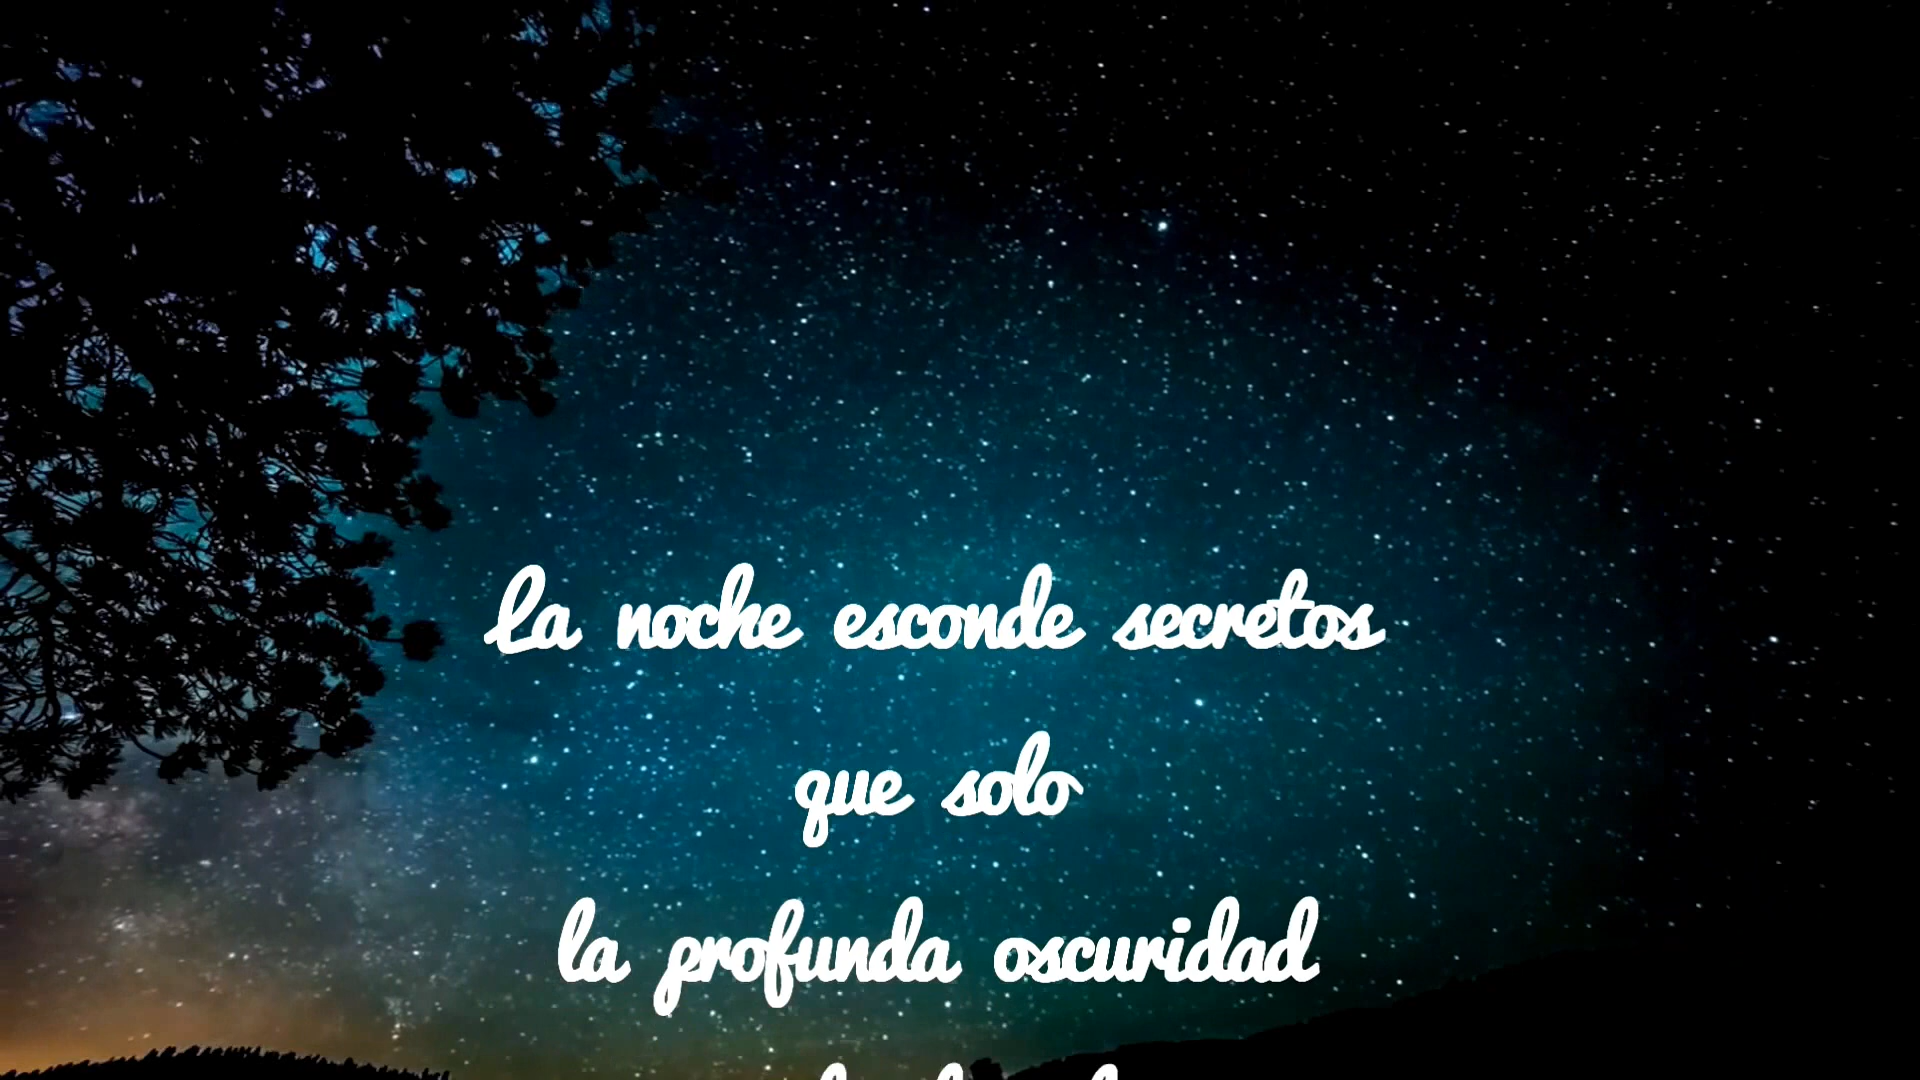 La noche esconde secretos
que solo
la profunda oscuridad